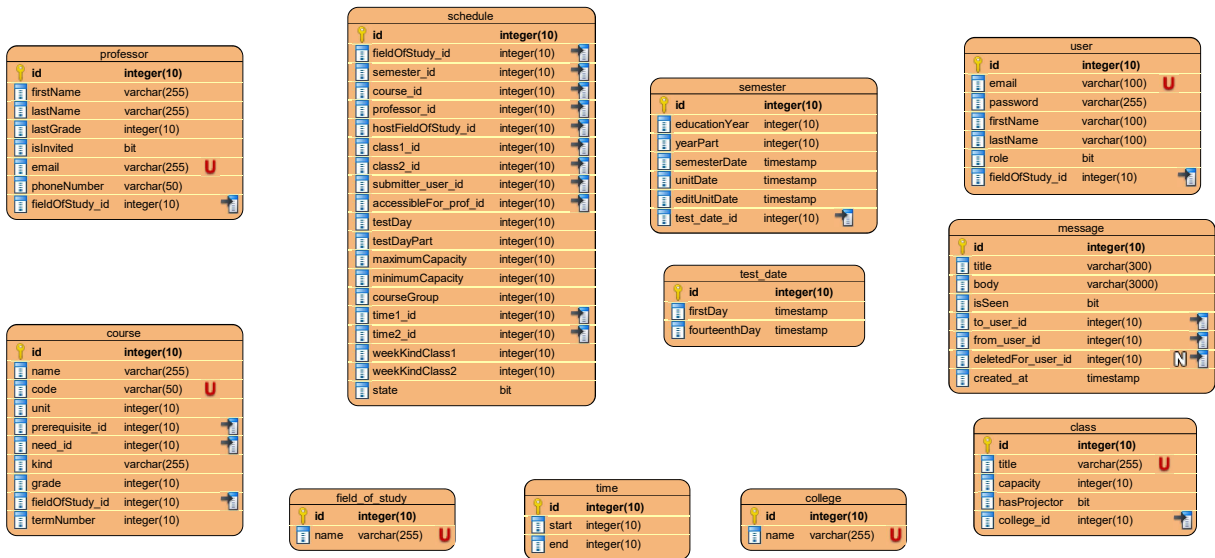 professor
id integer(10)
firstName varchar(255)
lastName varchar(255)
lastGrade integer(10)
isInvited bit
email varchar(255) U
phoneNumber varchar(50)
fieldOfStudy_id integer(10)
schedule
id integer(10)
fieldOfStudy_id integer(10)
semester_id integer(10)
course_id integer(10)
professor_id integer(10)
hostFieldOfStudy_id integer(10)
class1_id integer(10)
class2_id integer(10)
submitter_user_id integer(10)
accessibleFor_prof_id integer(10)
testDay integer(10)
testDayPart integer(10)
maximumCapacity integer(10)
minimumCapacity integer(10)
courseGroup integer(10)
time1_id integer(10)
time2_id integer(10)
weekKindClass1 integer(10)
weekKindClass2 integer(10)
state bit
semester
id integer(10)
educationYear integer(10)
yearPart integer(10)
semesterDate timestamp
unitDate timestamp
editUnitDate timestamp
test_date_id integer(10)
user
id integer(10)
email varchar(100) U
password varchar(255)
firstName varchar(100)
lastName varchar(100)
role bit
fieldOfStudy_id integer(10)
test_date
id integer(10)
firstDay timestamp
fourteenthDay timestamp
message
id integer(10)
title varchar(300)
body varchar(3000)
isSeen bit
to_user_id integer(10)
from_user_id integer(10)
deletedFor_user_id integer(10) N
created_at timestamp
course
id integer(10)
name varchar(255)
code varchar(50) U
unit integer(10)
prerequisite_id integer(10)
need_id integer(10)
kind varchar(255)
grade integer(10)
fieldOfStudy_id integer(10)
termNumber integer(10)
field_of_study
id integer(10)
name varchar(255) U
time
id integer(10)
start integer(10)
end integer(10)
college
id integer(10)
name varchar(255) U
class
id integer(10)
title varchar(255) U
capacity integer(10)
hasProjector bit
college_id integer(10)